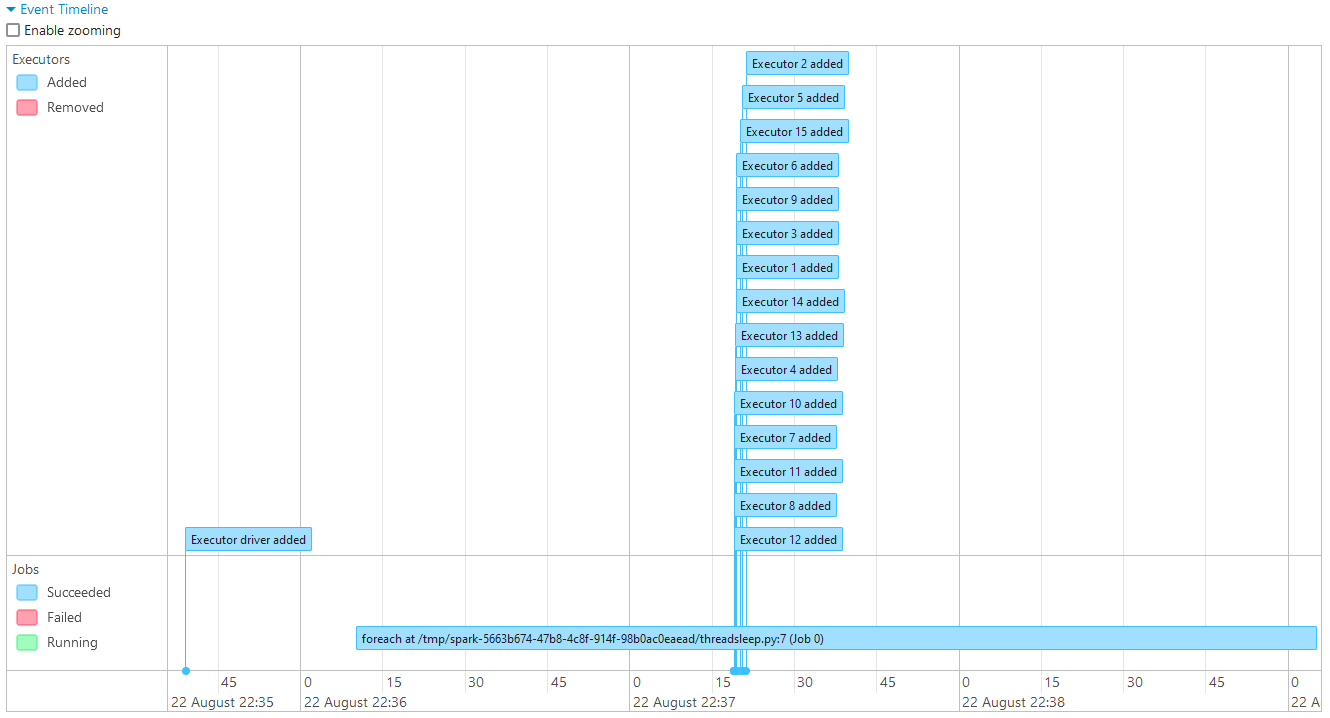 Event Timeline
Enable zooming
Executors
Added
Removed
Executor 2 added
Executor 5 added
Executor 15 added
Executor 6 added
Executor 9 added
Executor 3 added
Executor 1 added
Executor 14 added
Executor 13 added
Executor 4 added
Executor 10 added
Executor 7 added
Executor 11 added
Executor 8 added
Executor driver added Executor 12 added
Jobs
Succeeded
Failed
Running
foreach at /tmp/spark-5663b674-47b8-4c8f-914f-98b0ac0eaead/threadsleep.py:7 (Job 0)
45 0 15 30 45 0 15 30 45 0 15 30 45 0
22 August 22:35 22 August 22:36 22 August 22:37 22 August 22:38 22 A